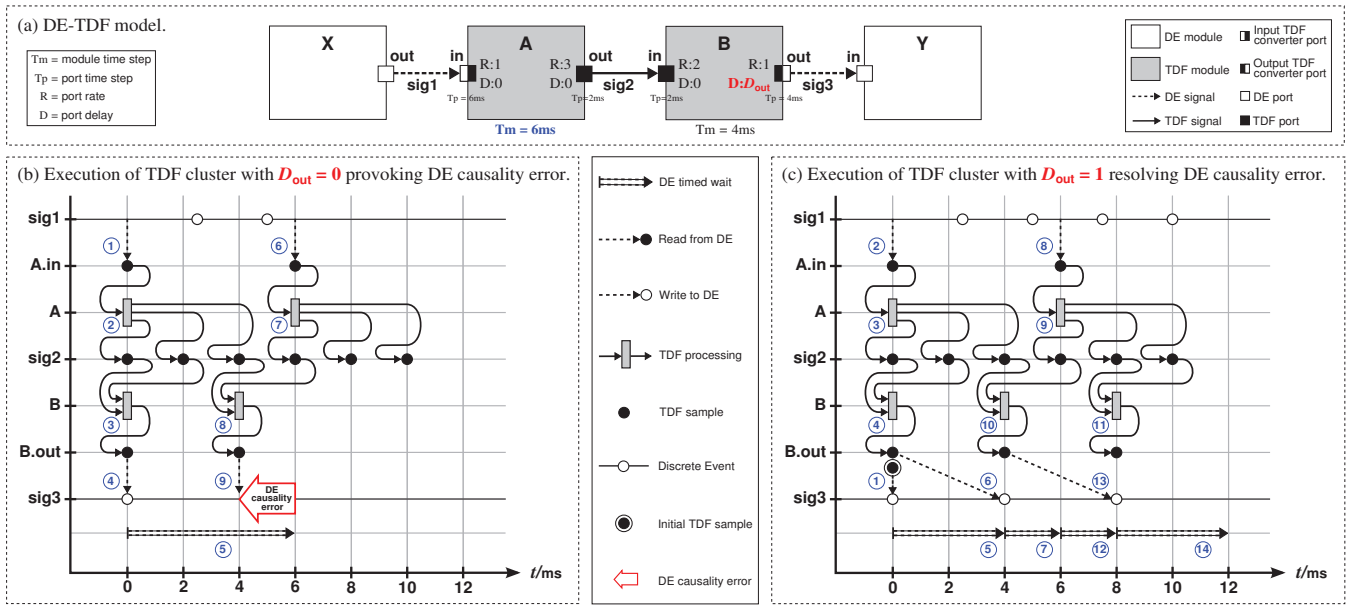 (a) DE-TDF model.
Tm = module time step
Tp = port time step
R = port rate
D = port delay
X
out
sig1
in
A
R:1
D:0
R:3
D:0
Tp = 6ms
Tp=2ms
Tm = 6ms
out
sig2
in
B
R:2
D:0
R:1
D:Dout
Tp=2ms
Tp = 4ms
Tm = 4ms
out
sig3
in
Y
DE module
TDF module
DE signal
TDF signal
Input TDF
converter port
Output TDF
converter port
DE port
TDF port
(b) Execution of TDF cluster with Dout = 0 provoking DE causality error.
sig1
A.in
A
sig2
B
B.out
sig3
1
6
2
7
3
8
4
9
DE
causality
error
5
0
2
4
6
8
10
t/ms
DE timed wait
Read from DE
Write to DE
TDF processing
TDF sample
Discrete Event
Initial TDF sample
DE causality error
(c) Execution of TDF cluster with Dout = 1 resolving DE causality error.
sig1
A.in
A
sig2
B
B.out
sig3
2
8
3
9
4
10
11
1
6
13
5
7
12
14
0
2
4
6
8
10
12
t/ms